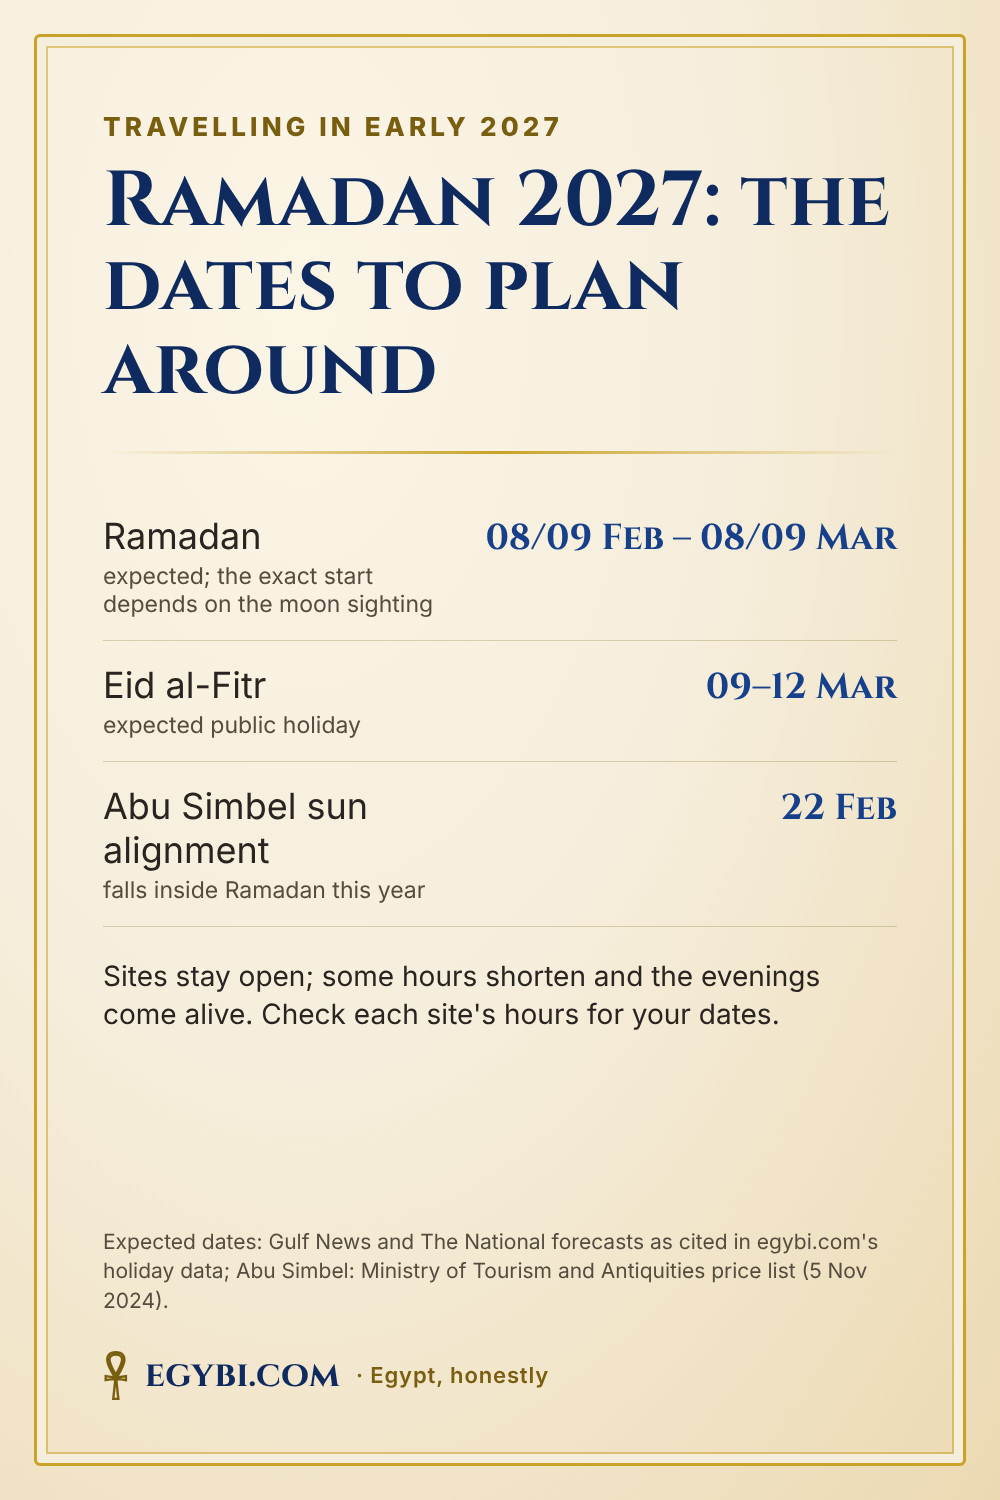 TRAVELLING IN EARLY 2027
Ramadan 2027: the
dates to plan
around
Ramadan
08/09 Feb – 08/09 Mar
expected; the exact start
depends on the moon sighting
Eid al-Fitr
09–12 Mar
expected public holiday
Abu Simbel sun
alignment
22 Feb
falls inside Ramadan this year
Sites stay open; some hours shorten and the evenings
come alive. Check each site's hours for your dates.
Expected dates: Gulf News and The National forecasts as cited in egybi.com's
holiday data; Abu Simbel: Ministry of Tourism and Antiquities price list (5 Nov
2024).
EGYBI.COM · Egypt, honestly